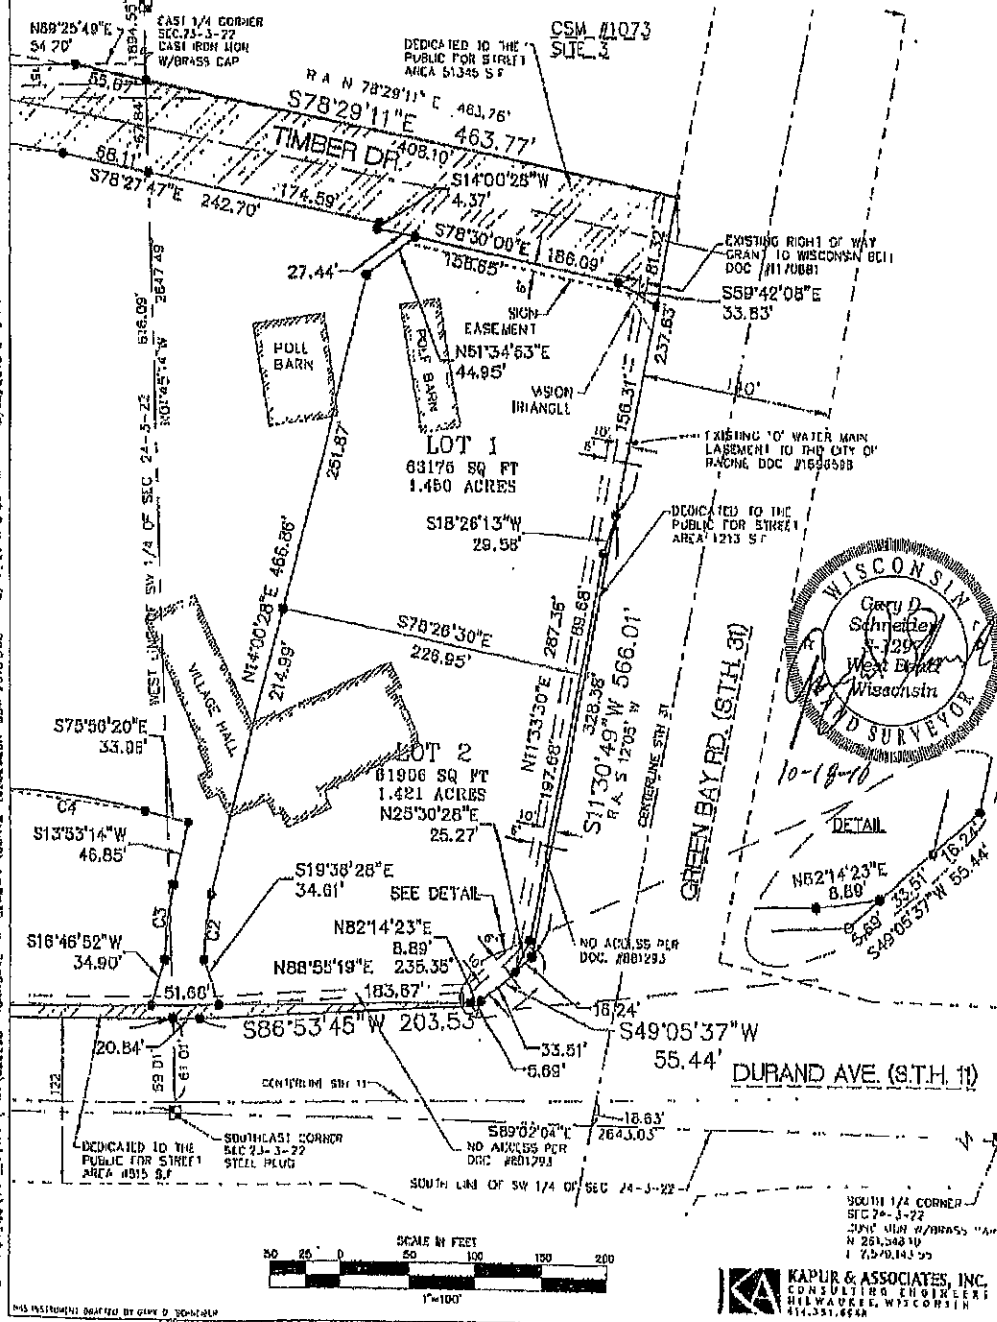 CSM #1073
SITE 3
N89°25'49"E
54.70'
EAST 1/4 CORNER
SEC.23-3-22
CAST IRON MON
W/BRASS CAP
DEDICATED TO THE
PUBLIC FOR STREET
AREA 51345 S F
R A N 78°29'11" E 463.76'
S78°29'11"E 463.77'
408.10'
TIMBER DR
55.67'
67.84'
68.11'
S78°27'47"E
242.70'
174.59'
S14°00'28"W
4.37'
S78°30'00"E
158.65'
186.09'
81.32'
EXISTING RIGHT OF WAY
GRANT TO WISCONSIN BELL
DOC #1170881
S59°42'08"E
33.83'
237.63'
27.44'
SIGN
EASEMENT
N51°34'53"E
44.95'
VISION
TRIANGLE
POLE
BARN
POLE BARN
156.31'
EXISTING 10' WATER MAIN
EASEMENT TO THE CITY OF
RACINE DOC
LOT 1
63176 SQ FT
1.450 ACRES
251.87'
S18°26'13"W
29.58'
DEDICATED TO THE
PUBLIC FOR STREET
AREA 1213 S F
WEST LINE OF SW 1/4 OF SEC 24-3-22
616.09'
2647.49
N14°00'28"E 466.86'
214.99'
S78°26'30"E
226.95'
N11°33'30"E 287.36'
89.68'
328.38'
197.68'
S11°30'49"W 566.01'
R A S 12°05' W
CENTERLINE STH 31
GREEN BAY RD. (S.T.H. 31)
WISCONSIN
Gary D
Schneider
S-129
West Bend
Wisconsin
LAND SURVEYOR
10-18-10
VILLAGE HALL
LOT 2
61906 SQ FT
1.421 ACRES
S75°56'20"E
33.06'
C4
S13°53'14"W
46.85'
N25°30'28"E
25.27'
10'
S19°38'28"E
34.61'
SEE DETAIL
C3
C2
S16°46'52"W
34.90'
N82°14'23"E
8.89'
N88°55'19"E 235.35'
NO ACCESS PER
DOC. #881293
DETAIL
N82°14'23"E
8.89'
5.69'
33.51'
16.24'
S49°05'37"W 55.44'
51.66'
183.67'
S86°53'45"W 203.53'
16.24'
33.51'
5.69'
S49°05'37"W
55.44'
20.84'
59 01'
61 01'
122
DURAND AVE. (S.T.H. 11)
CENTERLINE STH 11
18.63'
S89°02'04"E
2643.03'
DEDICATED TO THE
PUBLIC FOR STREET
AREA 4515 S.F
SOUTHEAST CORNER
SEC 23-3-22
STEEL PLUG
NO ACCESS PER
DOC
SOUTH LINE OF SW 1/4 OF SEC 24-3-22
SOUTH 1/4 CORNER
SEC 24-3-22
MON W/BRASS
SCALE IN FEET
50 25 0 50 100 150 200
1"=100'
KAPUR & ASSOCIATES, INC.
CONSULTING ENGINEERS
MILWAUKEE, WISCONSIN
THIS INSTRUMENT DRAFTED BY GARY D SCHNEIDER